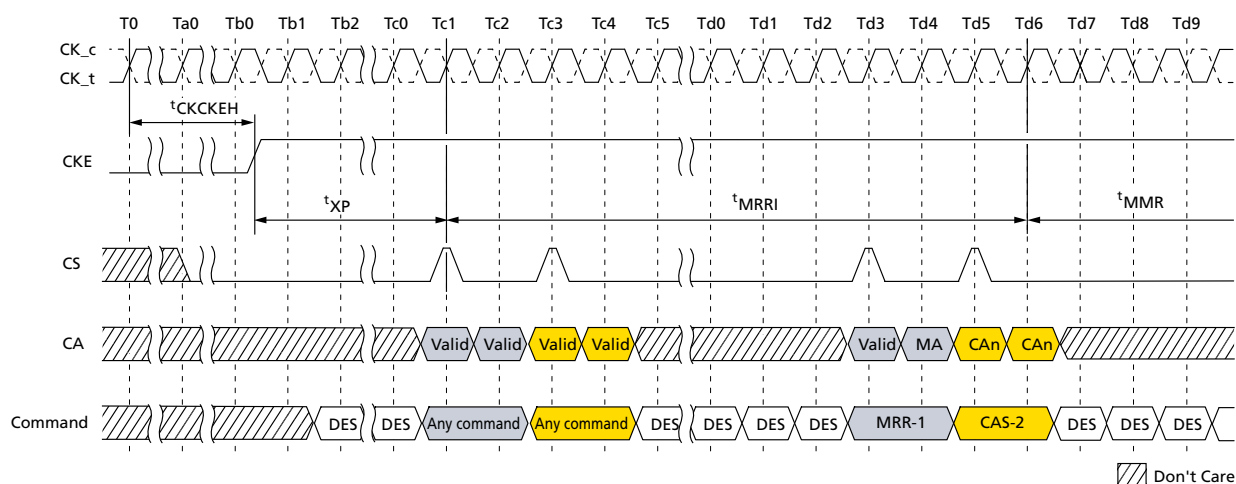 T0 Ta0 Tb0 Tb1 Tb2 Tc0 Tc1 Tc2 Tc3 Tc4 Tc5 Td0 Td1 Td2 Td3 Td4 Td5 Td6 Td7 Td8 Td9
CK_c
CK_t
tCKCKEH
CKE
tXP tMRRI tMMR
CS
CA Valid Valid Valid Valid Valid MA CAn CAn
Command DES DES Any command Any command DES DES DES DES MRR-1 CAS-2 DES DES DES
Don't Care